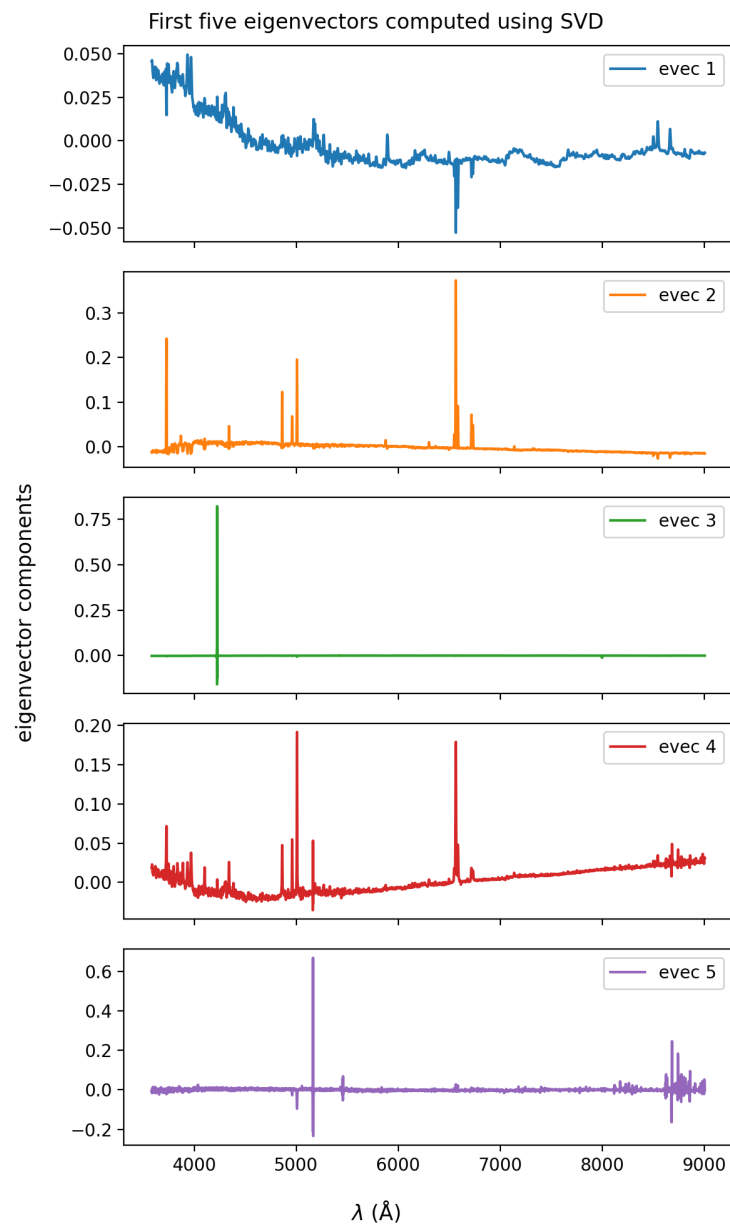 First five eigenvectors computed using SVD
0.050
0.025
0.000
−0.025
−0.050
evec 1
0.3
0.2
0.1
0.0
evec 2
0.75
0.50
0.25
0.00
evec 3
0.20
0.15
0.10
0.05
0.00
evec 4
0.6
0.4
0.2
0.0
−0.2
evec 5
4000 5000 6000 7000 8000 9000
λ (Å)
eigenvector components